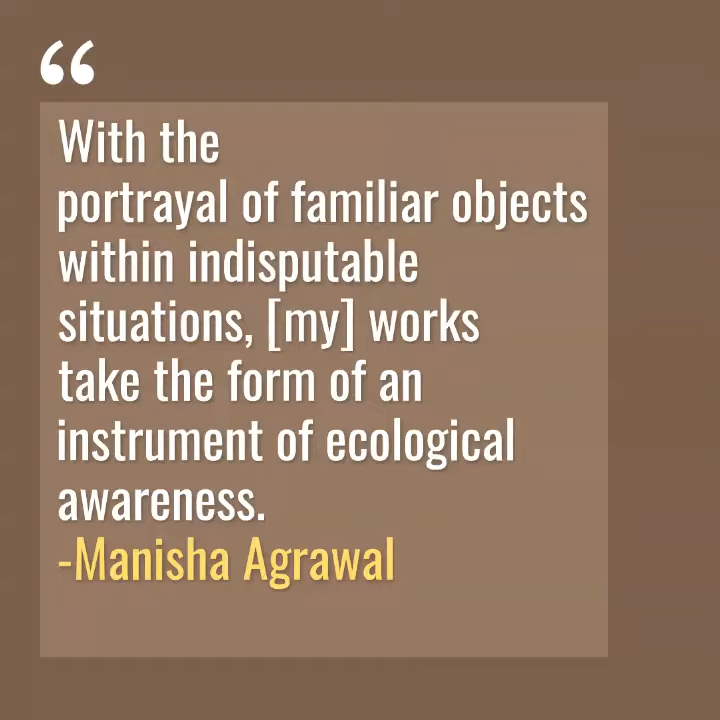 “
With the
portrayal of familiar objects
within indisputable
situations, [my] works
take the form of an
instrument of ecological
awareness.
-Manisha Agrawal